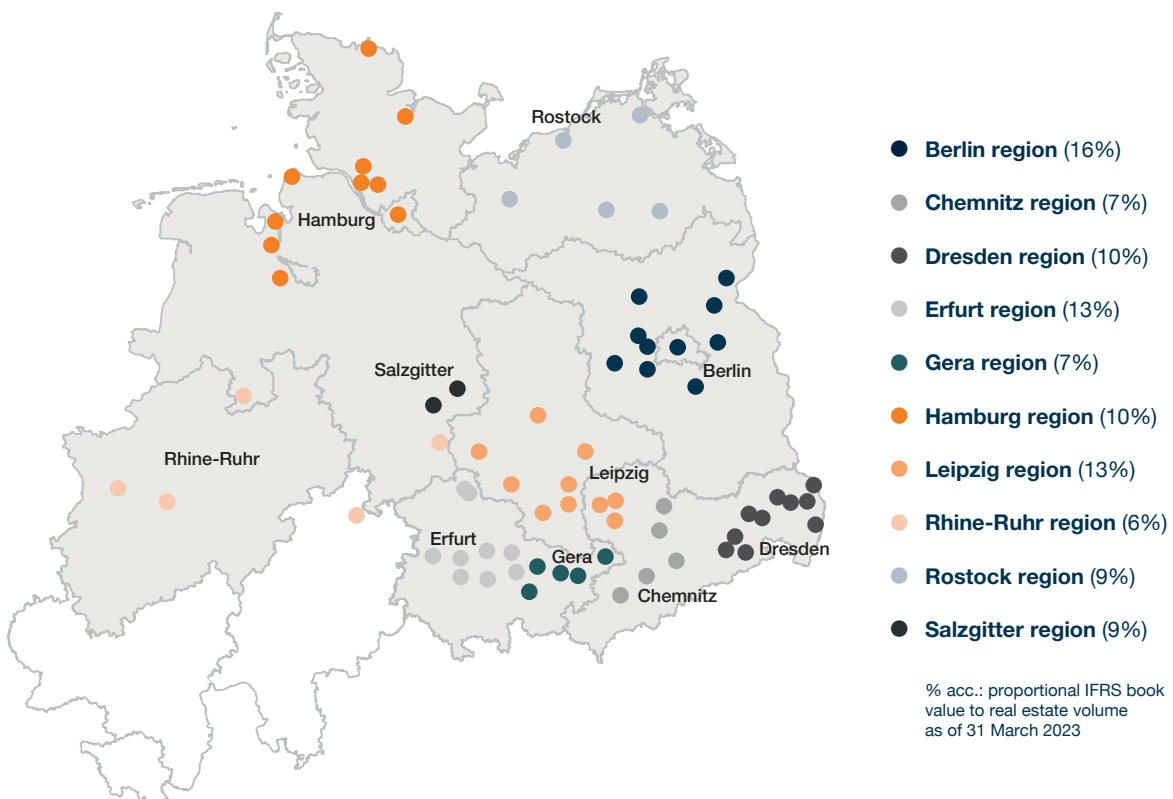 Rostock
Hamburg
Salzgitter
Berlin
Rhine-Ruhr
Leipzig
Erfurt
Gera
Dresden
Chemnitz
Berlin region (16%)
Chemnitz region (7%)
Dresden region (10%)
Erfurt region (13%)
Gera region (7%)
Hamburg region (10%)
Leipzig region (13%)
Rhine-Ruhr region (6%)
Rostock region (9%)
Salzgitter region (9%)
% acc.: proportional IFRS book
value to real estate volume
as of 31 March 2023